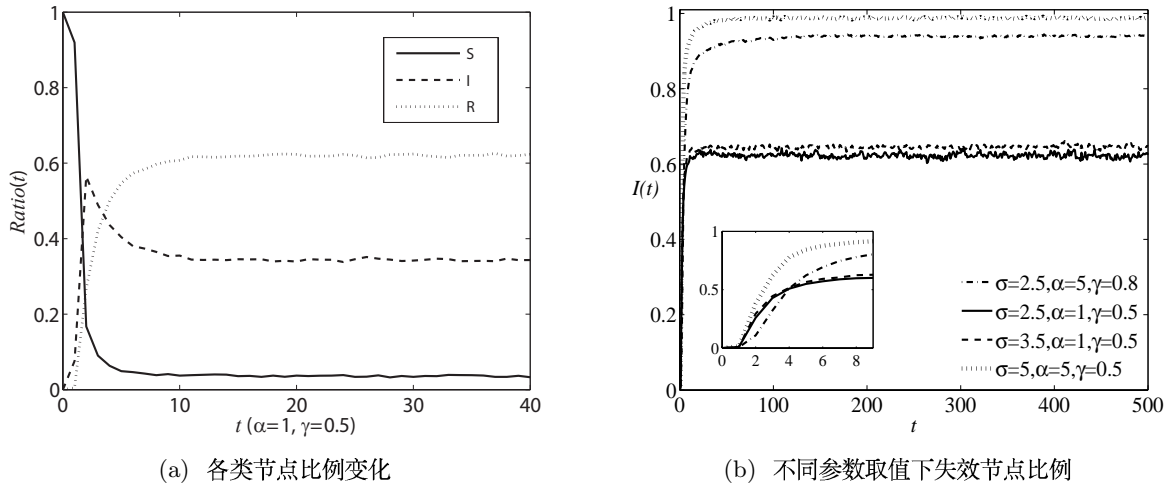 1
0.8
0.6
0.4
0.2
0
Ratio(t)
S
I
R
0 10 20 30 40
t (α=1, γ=0.5)
(a) 各类节点比例变化
1
0.8
0.6
0.4
0.2
0
I(t)
1
0.5
0
0 2 4 6 8
σ=2.5,α=5,γ=0.8
σ=2.5,α=1,γ=0.5
σ=3.5,α=1,γ=0.5
σ=5,α=5,γ=0.5
0 100 200 300 400 500
t
(b) 不同参数取值下失效节点比例